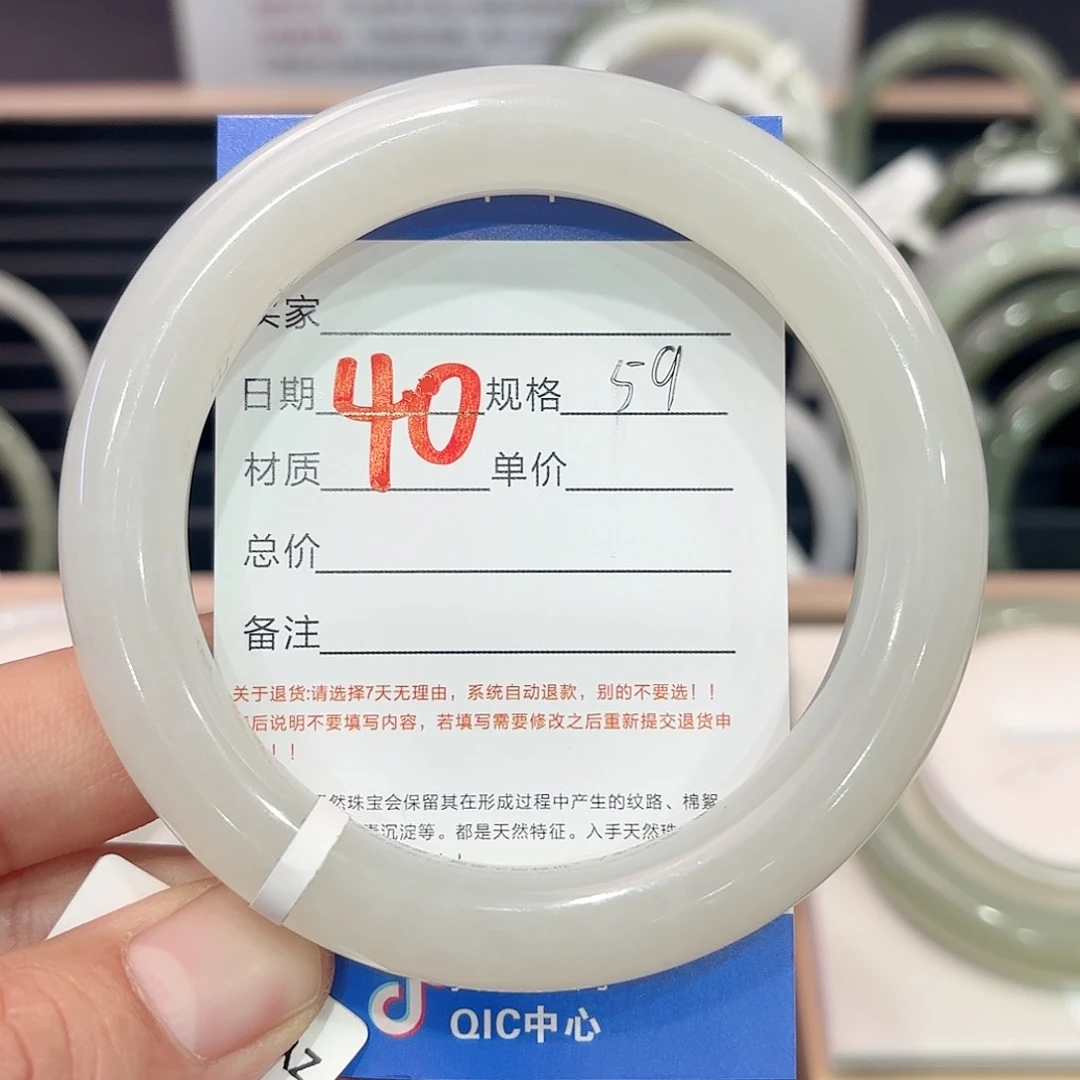 家
日期 40 规格 59
材质 单价
总价
备注
关于退货:请选择7天无理由，系统自动退款，别的不要选！！
后说明不要填写内容，若填写需要修改之后重新提交退货申
！！
然珠宝会保留其在形成过程中产生的纹路、棉絮
沉淀等。都是天然特征。入手天然珠
QIC中心